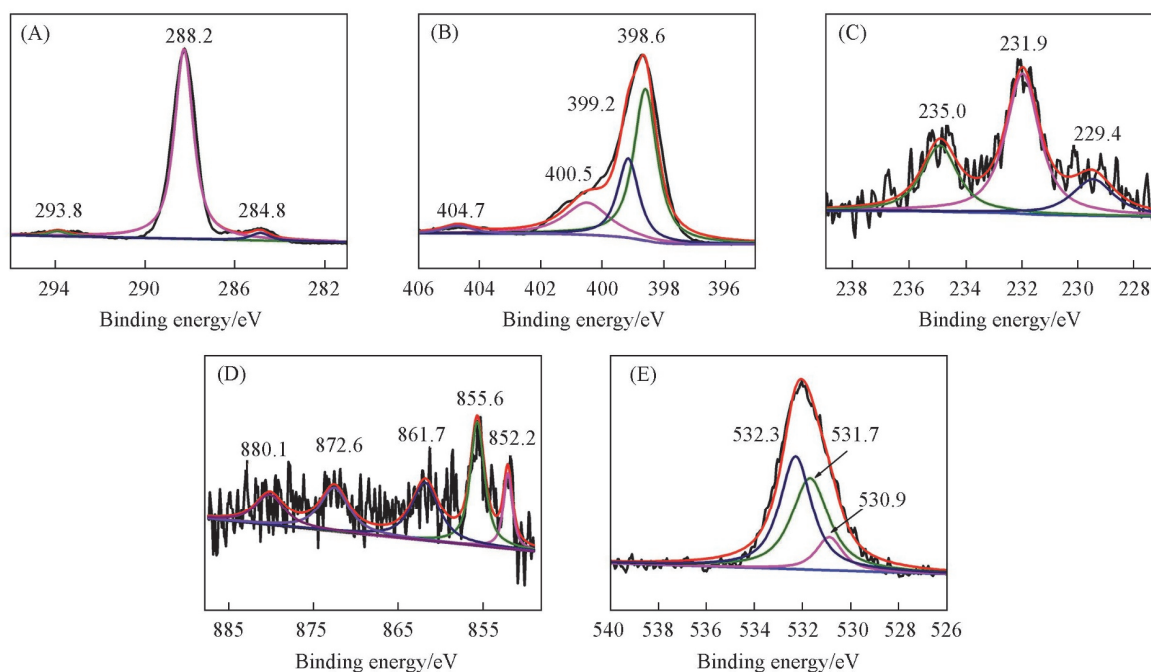 (A)
288.2
293.8
284.8
294 290 286 282
Binding energy/eV
(B)
398.6
399.2
400.5
404.7
406 404 402 400 398 396
Binding energy/eV
(C)
231.9
235.0
229.4
238 236 234 232 230 228
Binding energy/eV
(D)
855.6
880.1 872.6 861.7 852.2
885 875 865 855
Binding energy/eV
(E)
532.3 531.7
530.9
540 538 536 534 532 530 528 526
Binding energy/eV